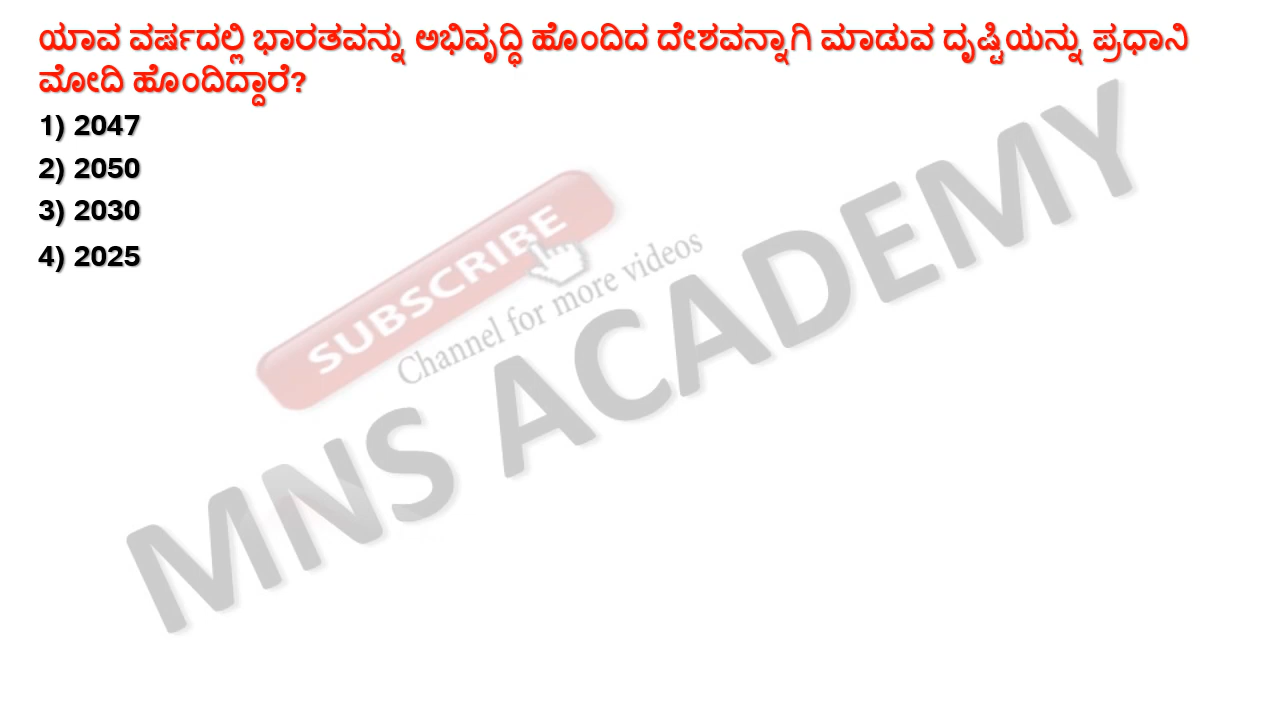 ಯಾವ ವರ್ಷದಲ್ಲಿ ಭಾರತವನ್ನು ಅಭಿವೃದ್ಧಿ ಹೊಂದಿದ ದೇಶವನ್ನಾಗಿ ಮಾಡುವ ದೃಷ್ಟಿಯನ್ನು ಪ್ರಧಾನಿ
ಮೋದಿ ಹೊಂದಿದ್ದಾರೆ?
1) 2047
2) 2050
3) 2030
4) 2025
SUBSCRIBE
Channel for more videos
MNS ACADEMY